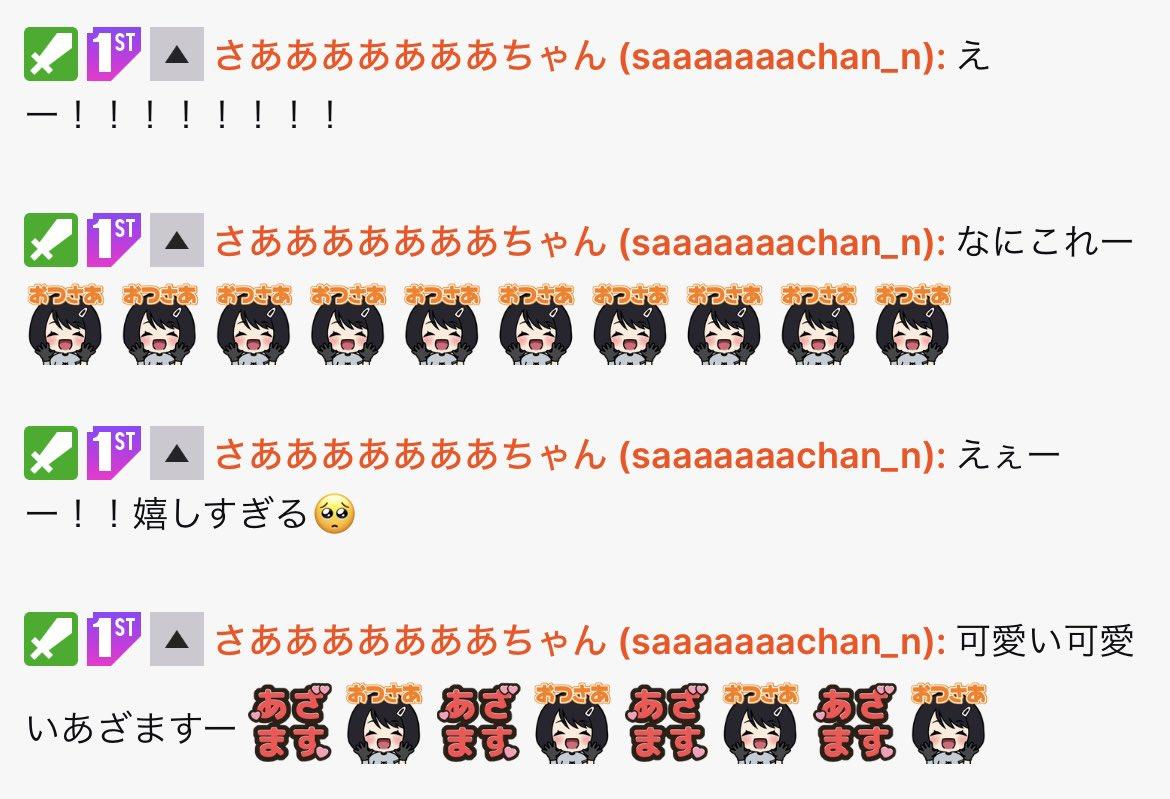 1ST さあああああああちゃん (saaaaaaachan_n): え
ー！！！！！！！！
1ST さあああああああちゃん (saaaaaaachan_n): なにこれー
おつさあ おつさあ おつさあ おつさあ おつさあ おつさあ おつさあ おつさあ おつさあ おつさあ
1ST さあああああああちゃん (saaaaaaachan_n): えぇー
ー！！嬉しすぎる🥺
1ST さあああああああちゃん (saaaaaaachan_n): 可愛い可愛
いあざますー あざます おつさあ あざます おつさあ あざます おつさあ あざます おつさあ